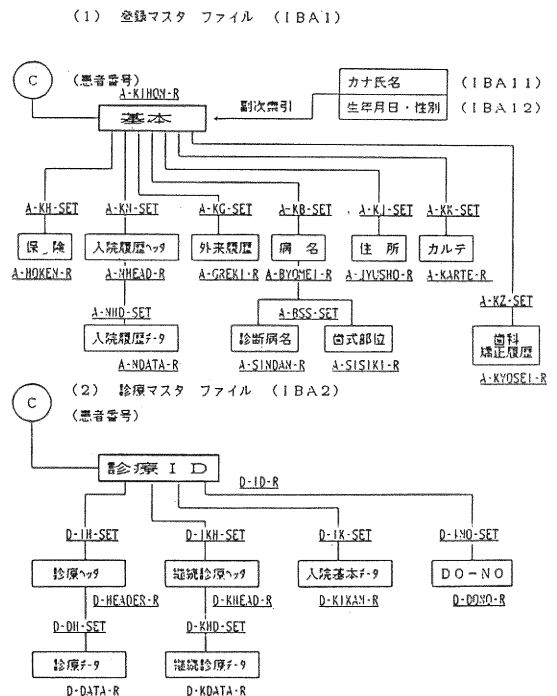 (1) 登録マスタ ファイル (IBA1)
C
(患者番号)
A-KIHON-R
基本
副次索引
カナ氏名
(IBA11)
生年月日・性別
(IBA12)
A-KH-SET
A-KN-SET
A-KG-SET
A-KB-SET
A-KJ-SET
A-KK-SET
保険
入院履歴ヘッダ
外来履歴
病名
住所
カルテ
A-HOKEN-R
A-NHEAD-R
A-GREKI-R
A-BYOMEI-R
A-JYUSHO-R
A-KARTE-R
A-NHD-SET
A-BSS-SET
A-KZ-SET
入院履歴データ
診断病名
歯式部位
歯科
矯正履歴
A-NDATA-R
A-SINDAN-R
A-SISIKI-R
A-KYOSEI-R
(2) 診療マスタ ファイル (IBA2)
C
(患者番号)
診療ID
D-ID-R
D-IH-SET
D-IKH-SET
D-IK-SET
D-INO-SET
診療ヘッダ
継続診療ヘッダ
入院基本データ
DO-NO
D-HEADER-R
D-KHEAD-R
D-KIKAN-R
D-DONO-R
D-DH-SET
D-KHD-SET
診療データ
継続診療データ
D-DATA-R
D-KDATA-R